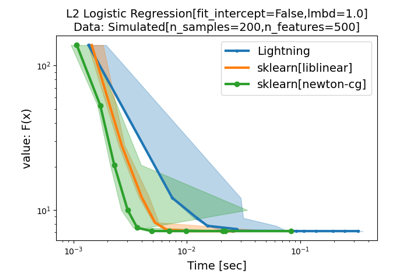 L2 Logistic Regression[fit_intercept=False,lmbd=1.0]
Data: Simulated[n_samples=200,n_features=500]
Lightning
sklearn[liblinear]
sklearn[newton-cg]
value: F(x)
10²
10¹
10⁻³
10⁻²
10⁻¹
Time [sec]